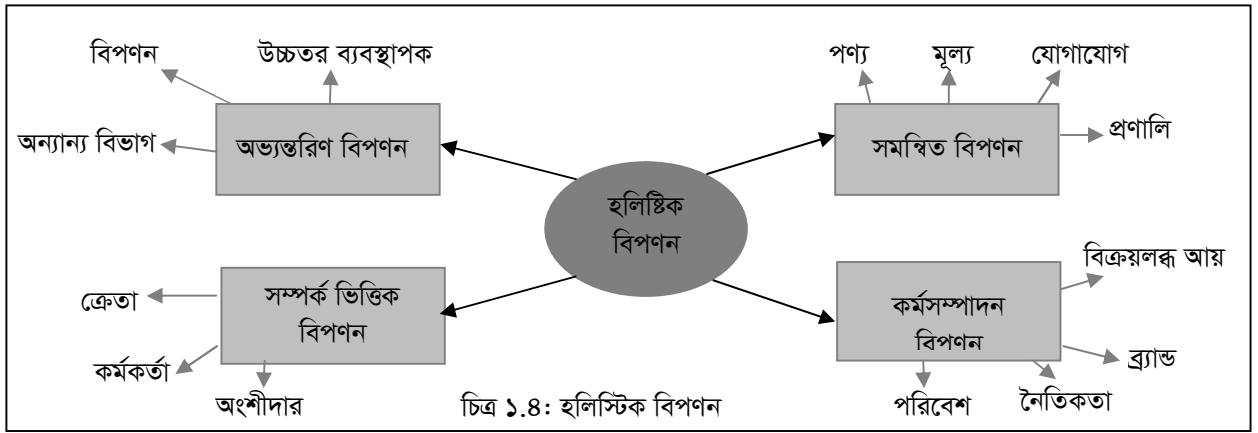 বিপণন
উচ্চতর ব্যবস্থাপক
অন্যান্য বিভাগ
অভ্যন্তরিণ বিপণন
পণ্য
মূল্য
যোগাযোগ
প্রণালি
সমন্বিত বিপণন
হলিষ্টিক
বিপণন
ক্রেতা
কর্মকর্তা
অংশীদার
সম্পর্ক ভিত্তিক
বিপণন
বিক্রয়লব্ধ আয়
ব্র্যান্ড
নৈতিকতা
পরিবেশ
কর্মসম্পাদন
বিপণন
চিত্র ১.৪: হলিস্টিক বিপণন